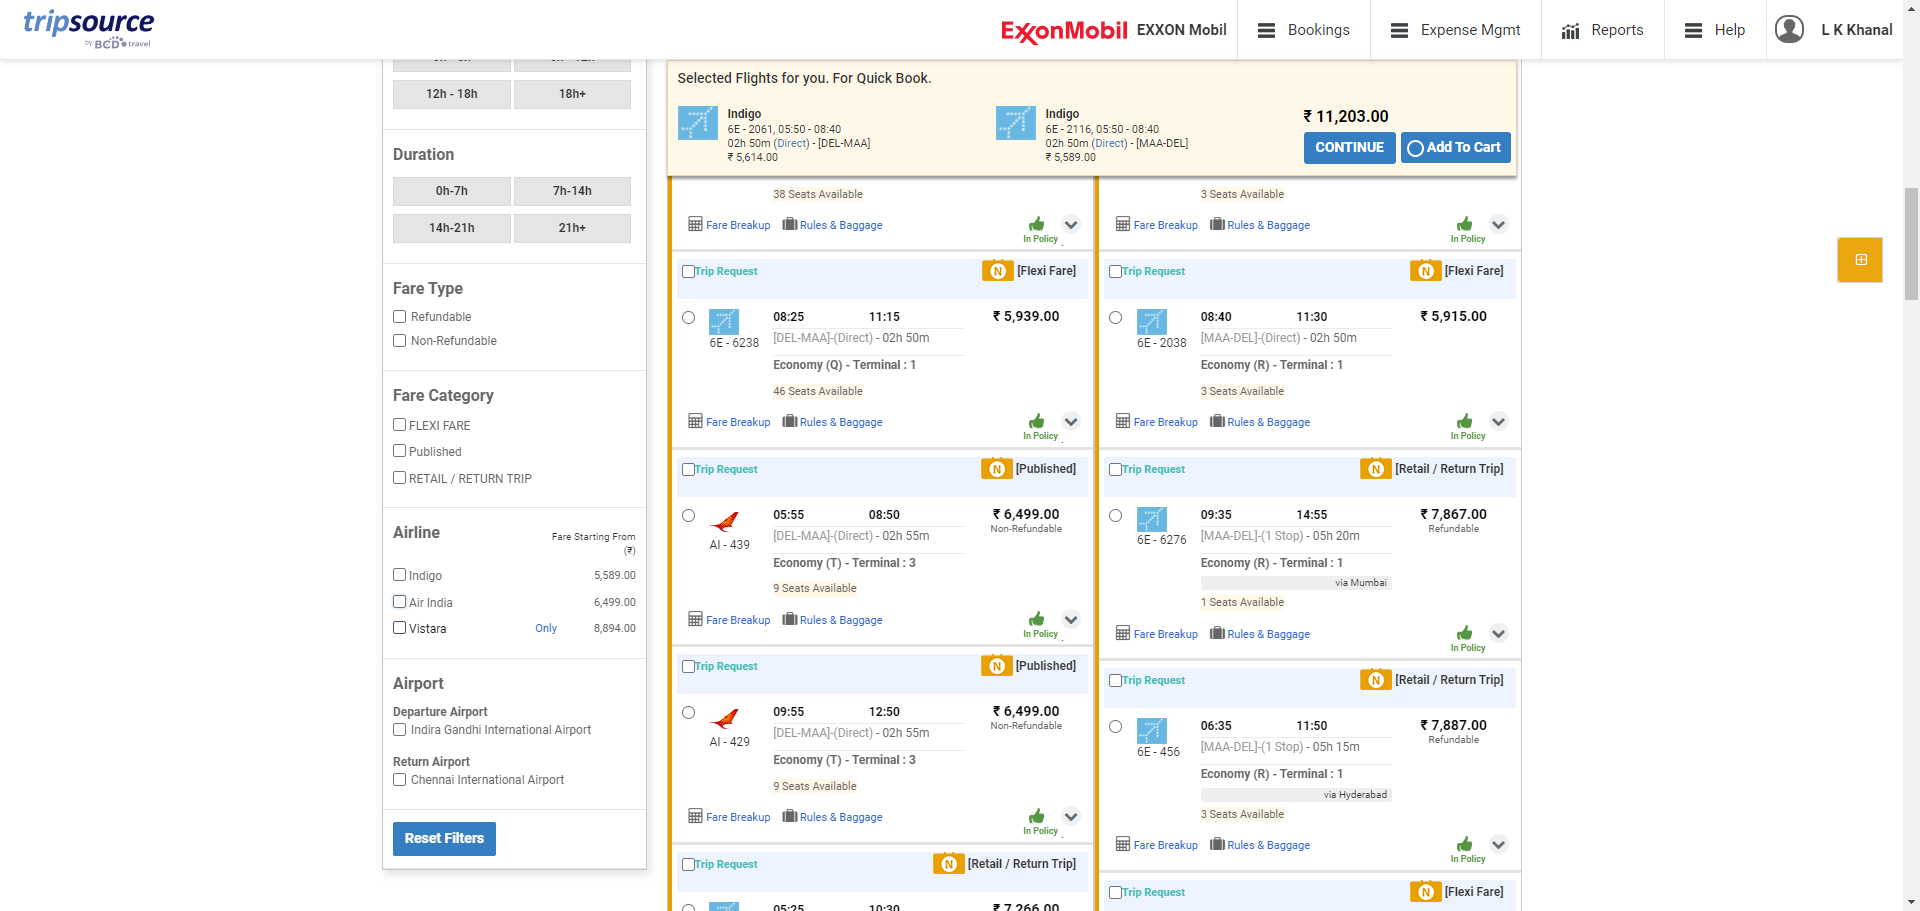 tripsource
by BCD travel
ExxonMobil EXXON Mobil
Bookings
Expense Mgmt
Reports
Help
L K Khanal
12h - 18h
18h+
Duration
0h-7h
7h-14h
14h-21h
21h+
Fare Type
Refundable
Non-Refundable
Fare Category
FLEXI FARE
Published
RETAIL / RETURN TRIP
Airline
Fare Starting From
(₹)
Indigo 5,589.00
Air India 6,499.00
Vistara Only 8,894.00
Airport
Departure Airport
Indira Gandhi International Airport
Return Airport
Chennai International Airport
Reset Filters
Selected Flights for you. For Quick Book.
Indigo
6E - 2061, 05:50 - 08:40
02h 50m (Direct) - [DEL-MAA]
₹ 5,614.00
Indigo
6E - 2116, 05:50 - 08:40
02h 50m (Direct) - [MAA-DEL]
₹ 5,589.00
₹ 11,203.00
CONTINUE
Add To Cart
38 Seats Available
Fare Breakup Rules & Baggage
In Policy
Trip Request N [Flexi Fare]
08:25 11:15 ₹ 5,939.00
6E - 6238 [DEL-MAA]-(Direct) - 02h 50m
Economy (Q) - Terminal : 1
46 Seats Available
Fare Breakup Rules & Baggage
In Policy
Trip Request N [Published]
05:55 08:50 ₹ 6,499.00
Non-Refundable
AI - 439 [DEL-MAA]-(Direct) - 02h 55m
Economy (T) - Terminal : 3
9 Seats Available
Fare Breakup Rules & Baggage
In Policy
Trip Request N [Published]
09:55 12:50 ₹ 6,499.00
Non-Refundable
AI - 429 [DEL-MAA]-(Direct) - 02h 55m
Economy (T) - Terminal : 3
9 Seats Available
Fare Breakup Rules & Baggage
In Policy
Trip Request N [Retail / Return Trip]
05:25 10:30 ₹ 7,266.00
3 Seats Available
Fare Breakup Rules & Baggage
In Policy
Trip Request N [Flexi Fare]
08:40 11:30 ₹ 5,915.00
6E - 2038 [MAA-DEL]-(Direct) - 02h 50m
Economy (R) - Terminal : 1
3 Seats Available
Fare Breakup Rules & Baggage
In Policy
Trip Request N [Retail / Return Trip]
09:35 14:55 ₹ 7,867.00
Refundable
6E - 6276 [MAA-DEL]-(1 Stop) - 05h 20m
Economy (R) - Terminal : 1
via Mumbai
1 Seats Available
Fare Breakup Rules & Baggage
In Policy
Trip Request N [Retail / Return Trip]
06:35 11:50 ₹ 7,887.00
Refundable
6E - 456 [MAA-DEL]-(1 Stop) - 05h 15m
Economy (R) - Terminal : 1
via Hyderabad
3 Seats Available
Fare Breakup Rules & Baggage
In Policy
Trip Request N [Flexi Fare]